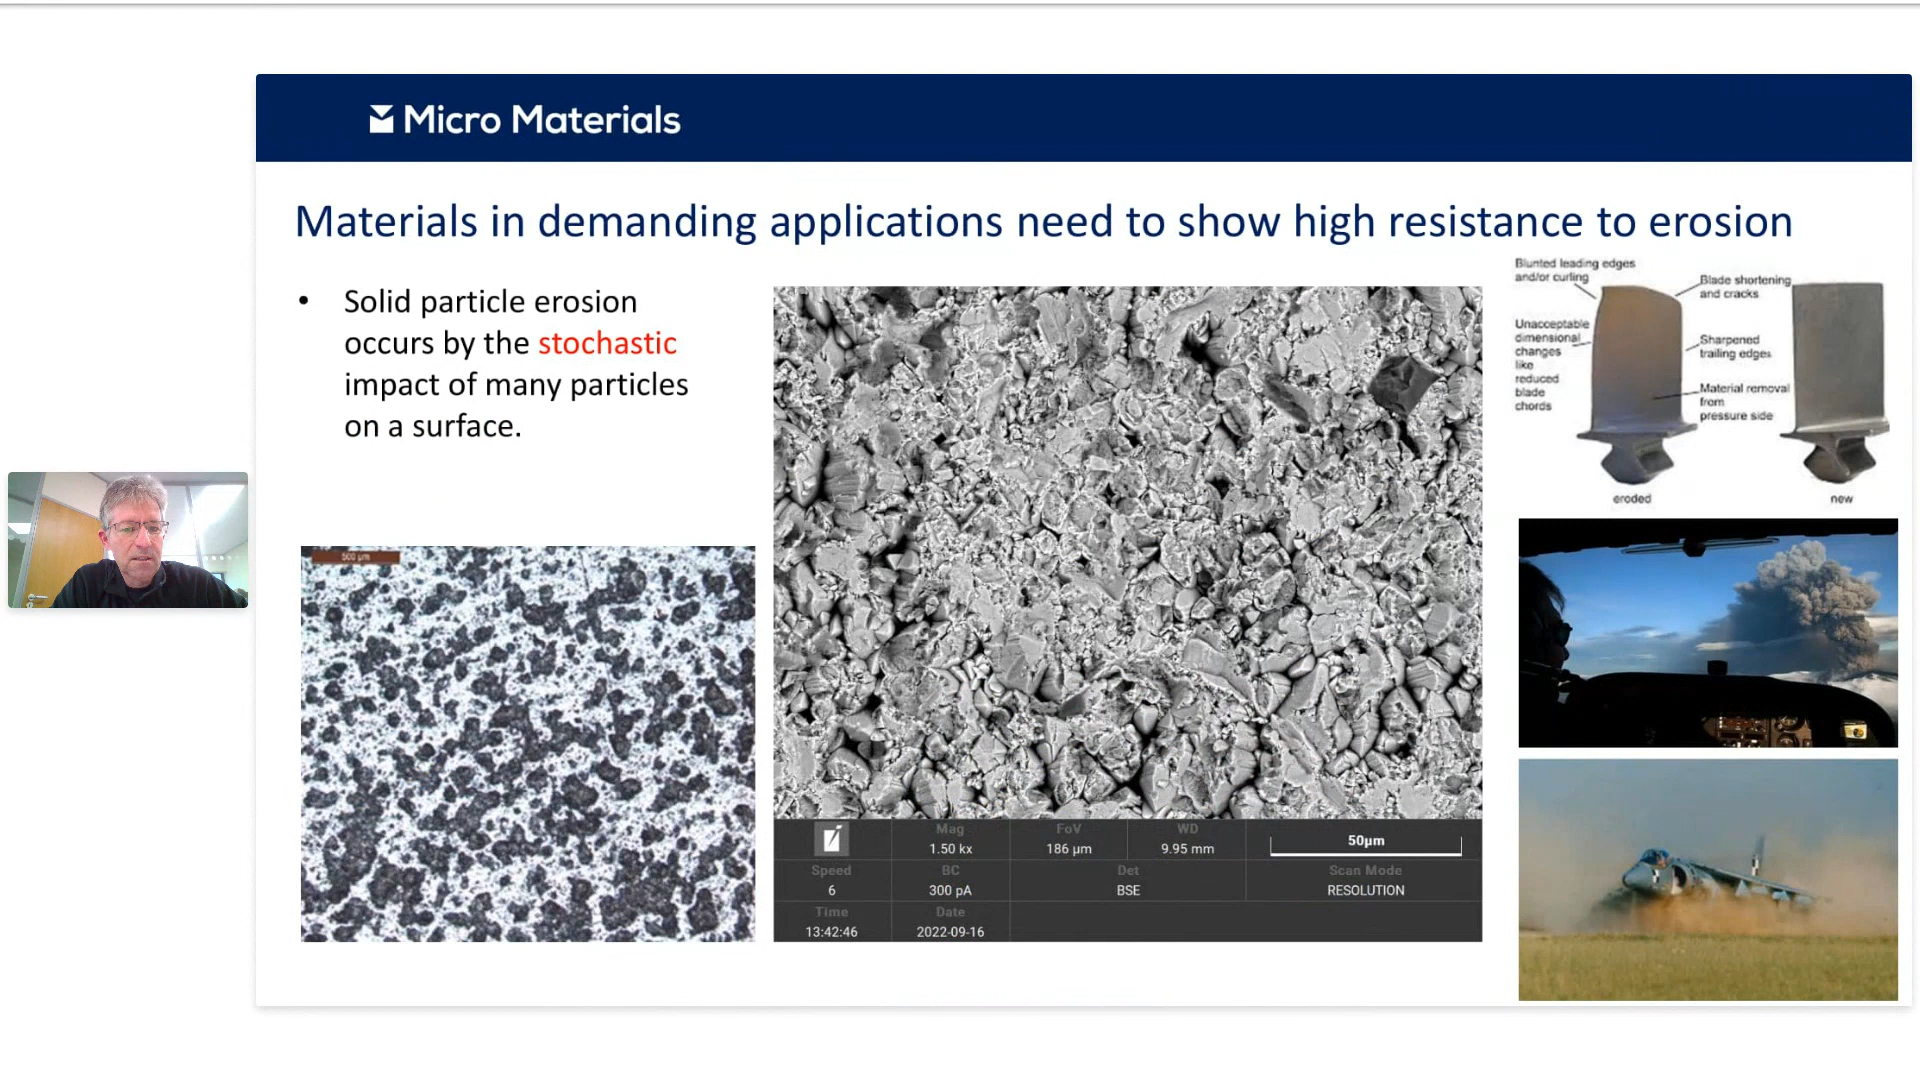 Micro Materials
Materials in demanding applications need to show high resistance to erosion
• Solid particle erosion
occurs by the stochastic
impact of many particles
on a surface.
500 µm
Mag
1.50 kx
FoV
186 µm
WD
9.95 mm
50µm
Speed
6
BC
300 pA
Det
BSE
Scan Mode
RESOLUTION
Time
13:42:46
Date
2022-09-16
Blunted leading edges
and/or curling
Blade shortening
and cracks
Unacceptable
dimensional
changes
like
reduced
blade
chords
Sharpened
trailing edges
Material removal
from
pressure side
eroded
new